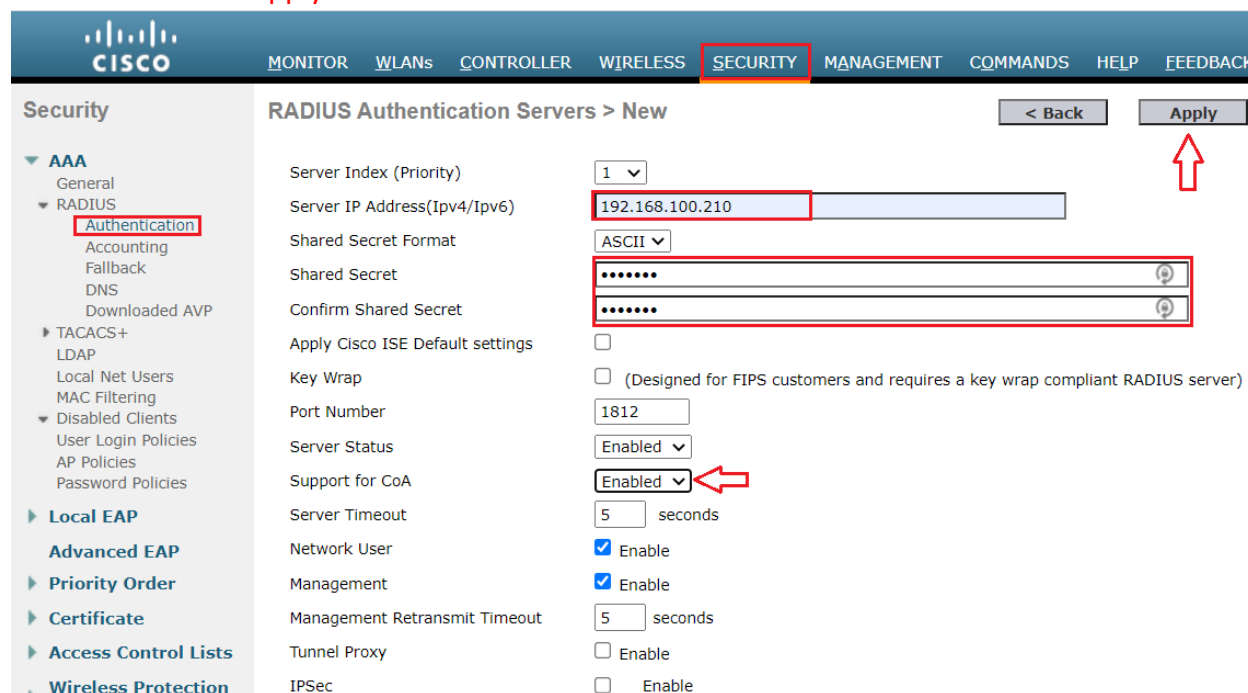 Apply
CISCO
MONITOR WLANs CONTROLLER WIRELESS SECURITY MANAGEMENT COMMANDS HELP FEEDBACK
Security
RADIUS Authentication Servers > New
< Back Apply
AAA
General
RADIUS
Authentication
Accounting
Fallback
DNS
Downloaded AVP
TACACS+
LDAP
Local Net Users
MAC Filtering
Disabled Clients
User Login Policies
AP Policies
Password Policies
Local EAP
Advanced EAP
Priority Order
Certificate
Access Control Lists
Wireless Protection
Server Index (Priority) 1
Server IP Address(Ipv4/Ipv6) 192.168.100.210
Shared Secret Format ASCII
Shared Secret •••••••
Confirm Shared Secret •••••••
Apply Cisco ISE Default settings
Key Wrap (Designed for FIPS customers and requires a key wrap compliant RADIUS server)
Port Number 1812
Server Status Enabled
Support for CoA Enabled
Server Timeout 5 seconds
Network User Enable
Management Enable
Management Retransmit Timeout 5 seconds
Tunnel Proxy Enable
IPSec Enable